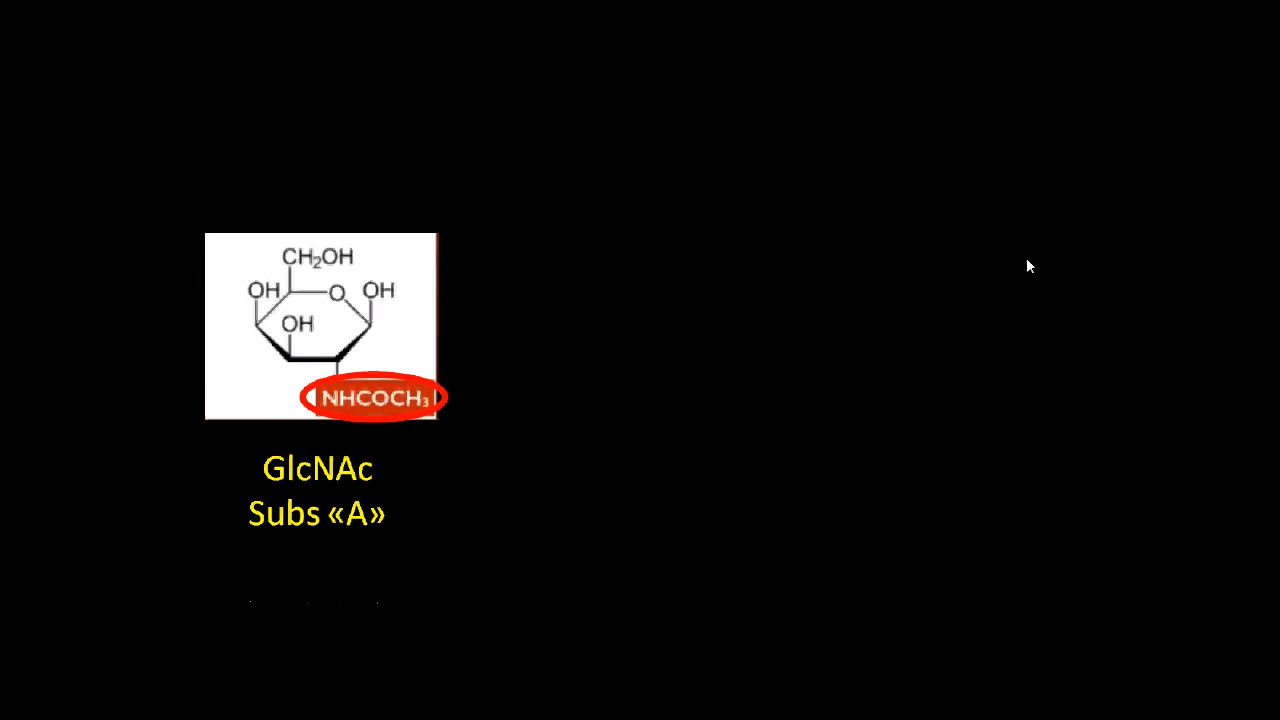 CH₂OH
OH O OH
OH
NHCOCH₃
GlcNAc
Subs «A»